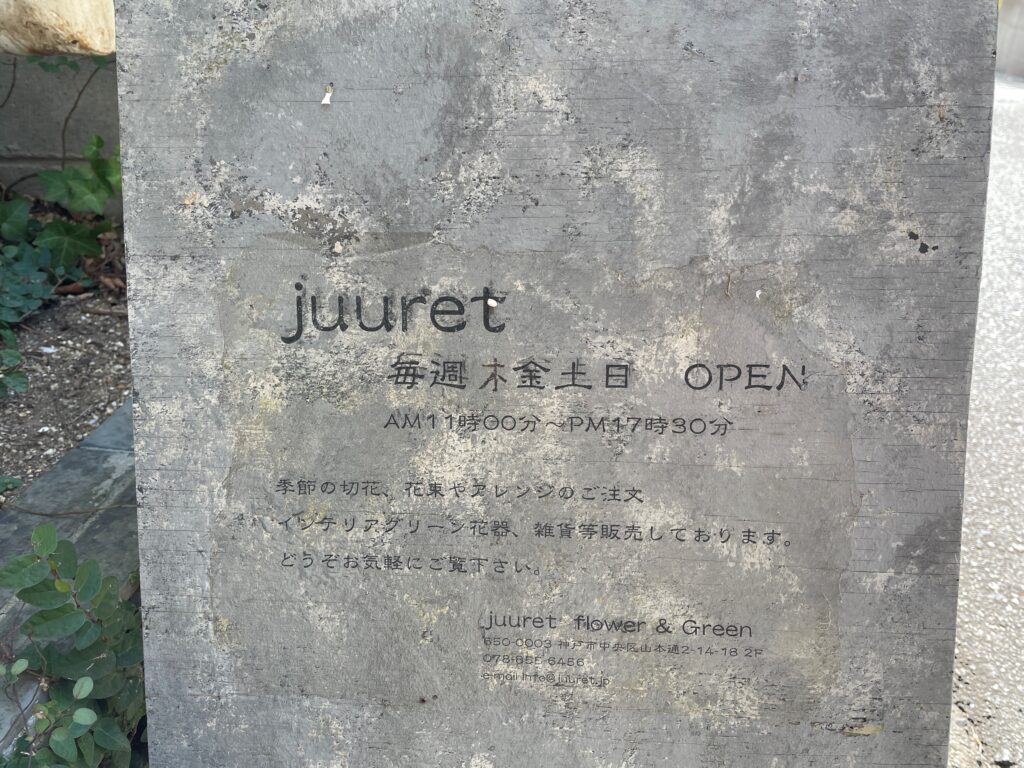 juuret
毎週木金土日 OPEN
AM11時00分～PM17時30分
季節の切花、花束やアレンジのご注文
インテリアグリーン花器、雑貨等販売しております。
どうぞお気軽にご覧下さい。
juuret flower & Green
650-0003 神戸市中央区山本通2-14-18 2F
e-mail info@juuret.jp